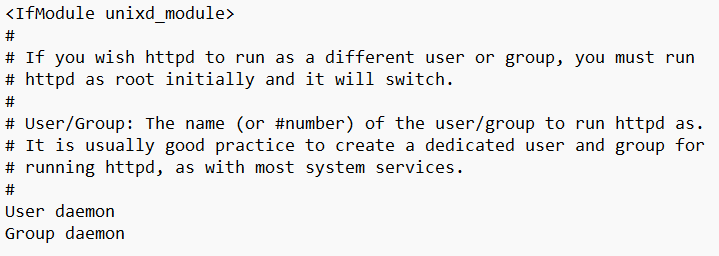 <IfModule unixd_module>
#
# If you wish httpd to run as a different user or group, you must run
# httpd as root initially and it will switch.
#
# User/Group: The name (or #number) of the user/group to run httpd as.
# It is usually good practice to create a dedicated user and group for
# running httpd, as with most system services.
#
User daemon
Group daemon